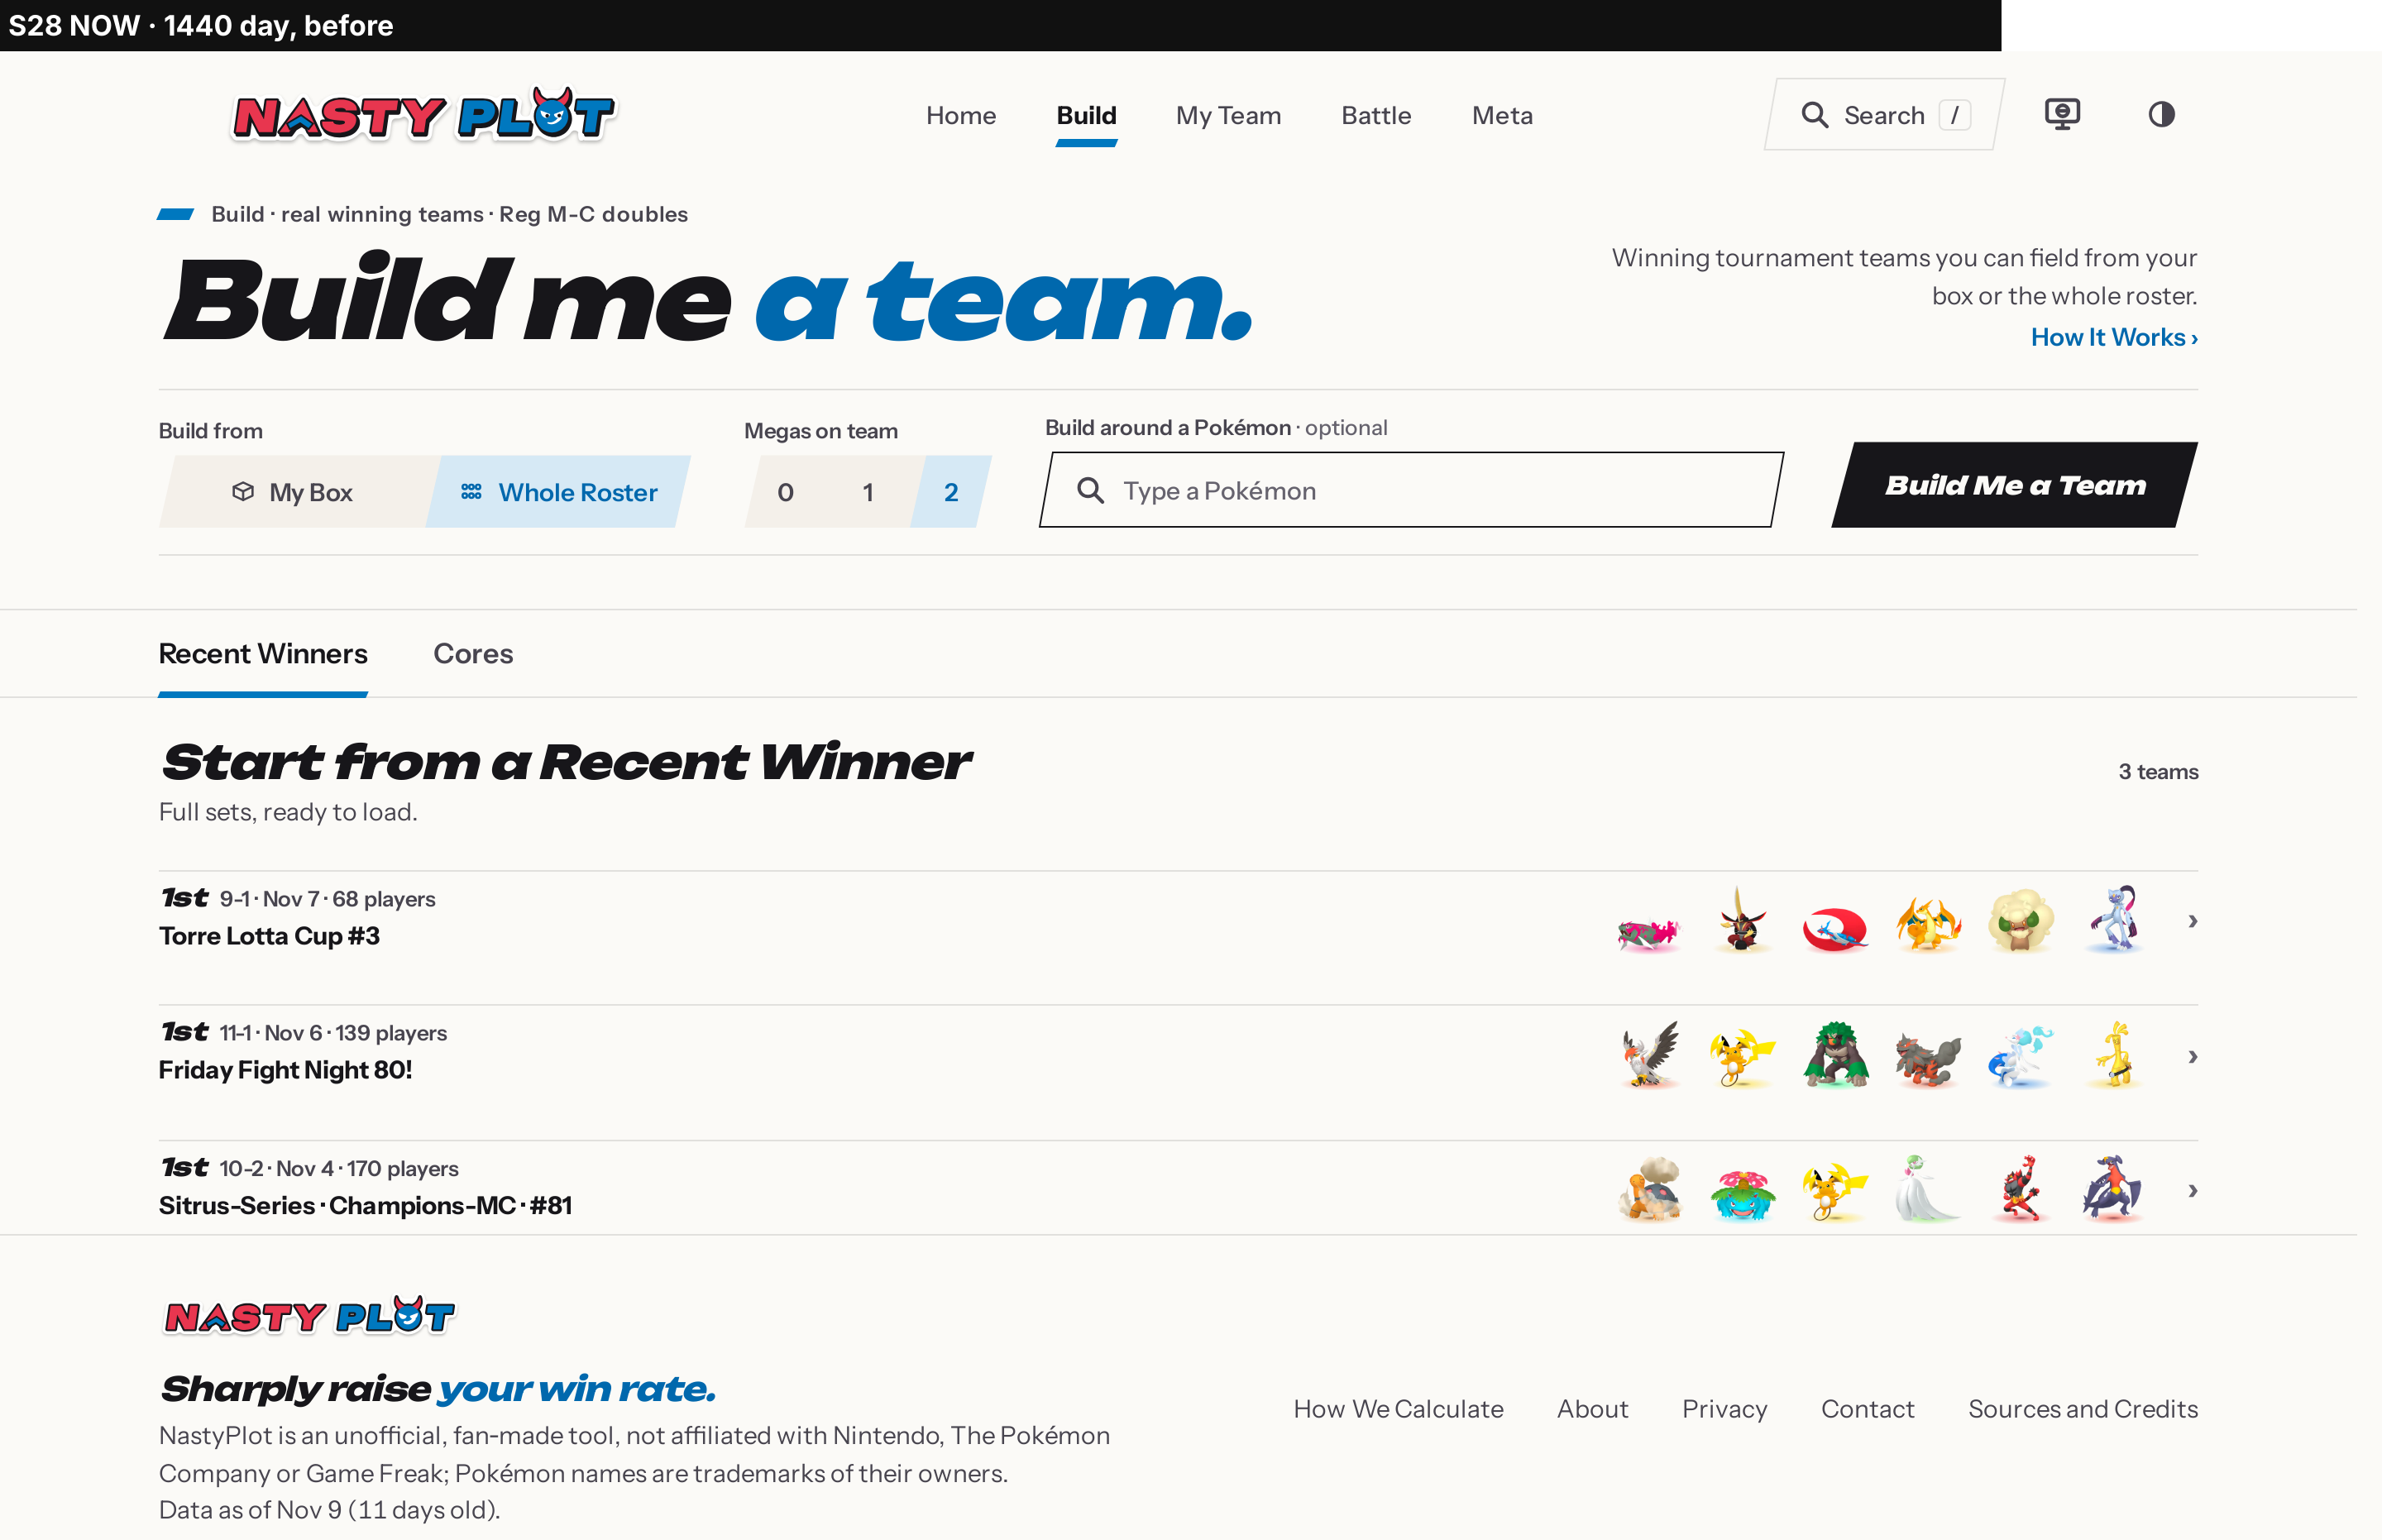 S28 NOW · 1440 day, before
NASTY PLOT
Home Build My Team Battle Meta Search /
Build · real winning teams · Reg M-C doubles
Build me a team.
Winning tournament teams you can field from your
box or the whole roster.
How It Works ›
Build from Megas on team Build around a Pokémon · optional
My Box Whole Roster 0 1 2 Type a Pokémon Build Me a Team
Recent Winners Cores
Start from a Recent Winner
3 teams
Full sets, ready to load.
1st 9-1 · Nov 7 · 68 players
Torre Lotta Cup #3
1st 11-1 · Nov 6 · 139 players
Friday Fight Night 80!
1st 10-2 · Nov 4 · 170 players
Sitrus-Series · Champions-MC · #81
NASTY PLOT
Sharply raise your win rate.
How We Calculate About Privacy Contact Sources and Credits
NastyPlot is an unofficial, fan-made tool, not affiliated with Nintendo, The Pokémon
Company or Game Freak; Pokémon names are trademarks of their owners.
Data as of Nov 9 (11 days old).